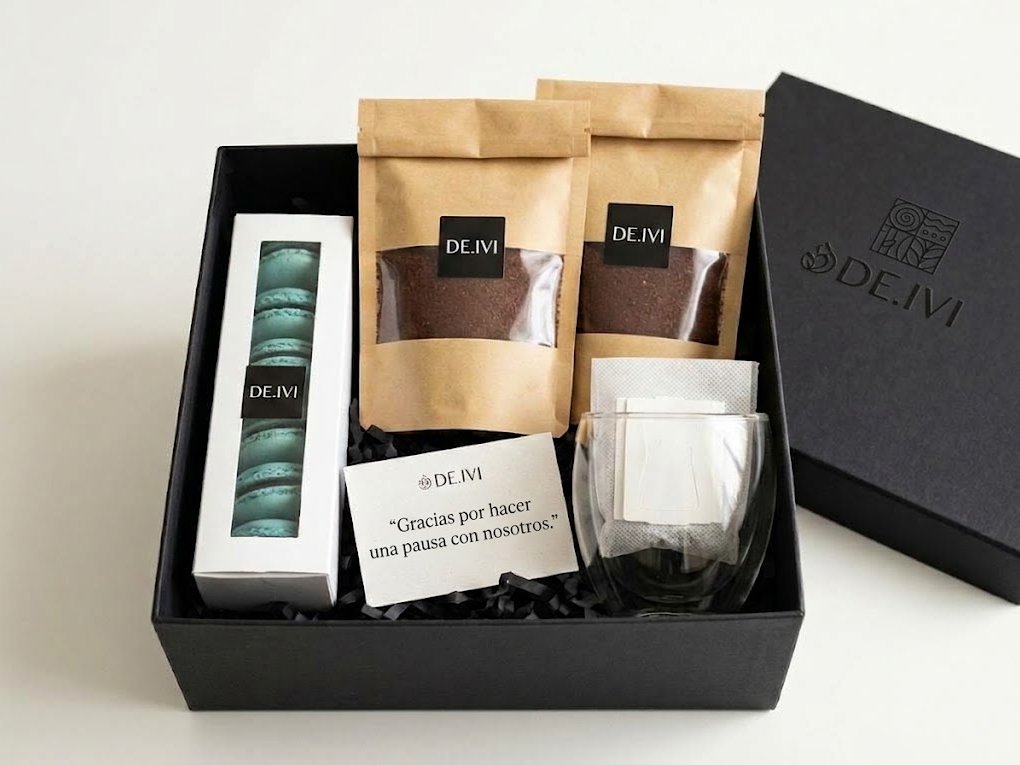 DE.IVI
DE.IVI
DE.IVI
DE.IVI
DE.IVI
“Gracias por hacer
una pausa con nosotros.”